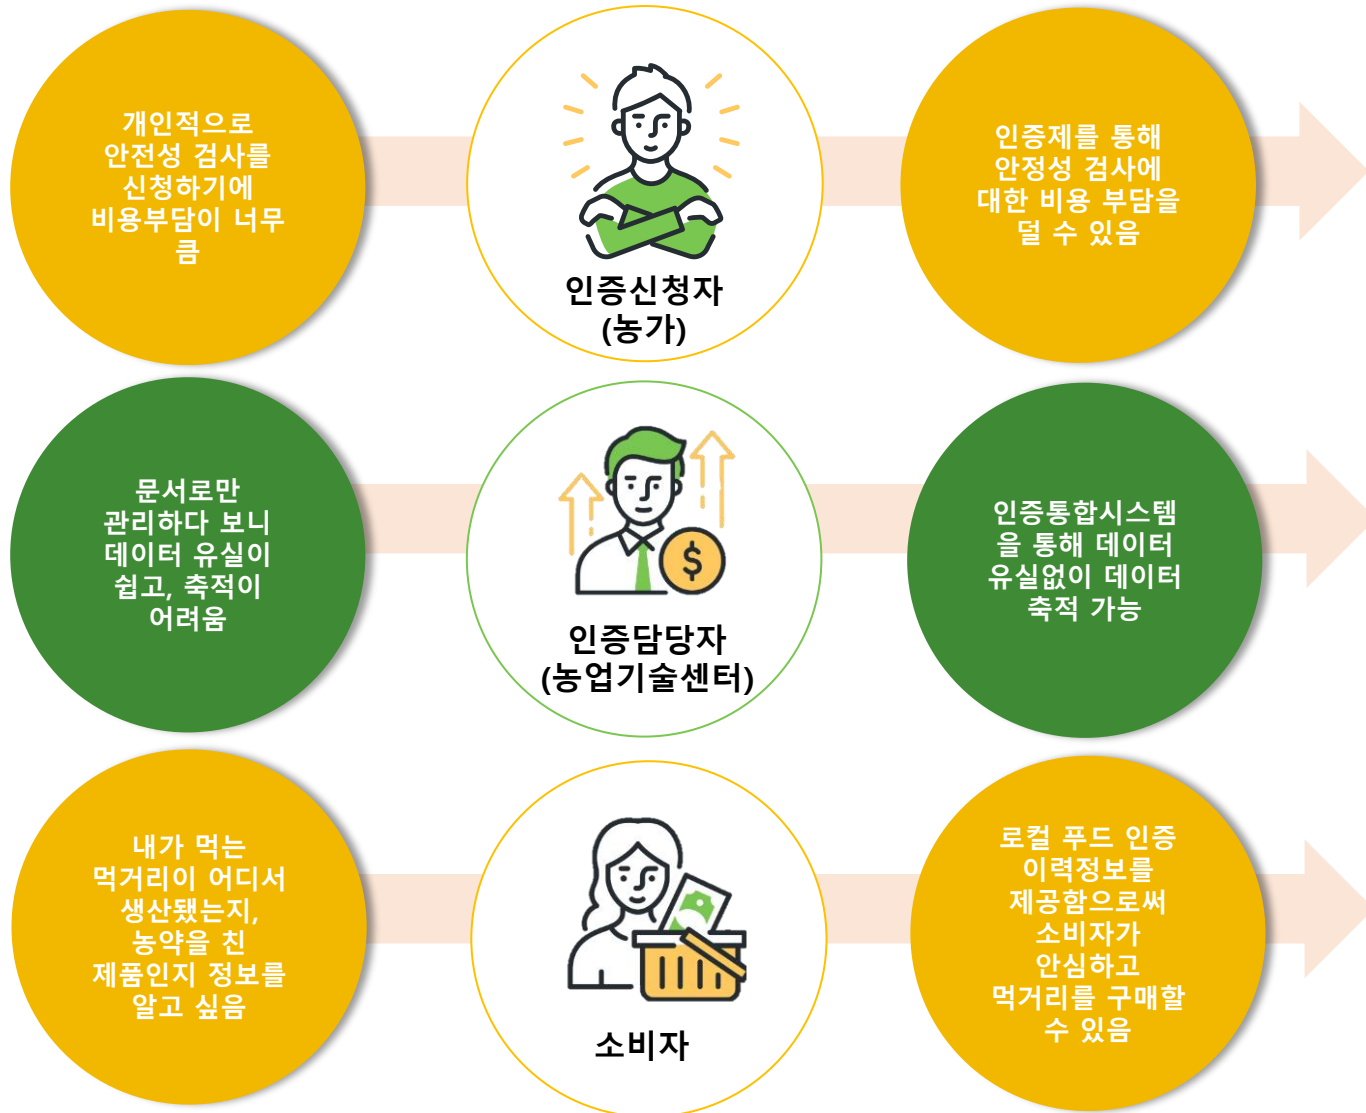 개인적으로
안전성 검사를
신청하기에
비용부담이 너무
큼
인증신청자
(농가)
인증제를 통해
안정성 검사에
대한 비용 부담을
덜 수 있음
문서로만
관리하다 보니
데이터 유실이
쉽고, 축적이
어려움
$
인증담당자
(농업기술센터)
인증통합시스템
을 통해 데이터
유실없이 데이터
축적 가능
내가 먹는
먹거리이 어디서
생산됐는지,
농약을 친
제품인지 정보를
알고 싶음
소비자
로컬 푸드 인증
이력정보를
제공함으로써
소비자가
안심하고
먹거리를 구매할
수 있음